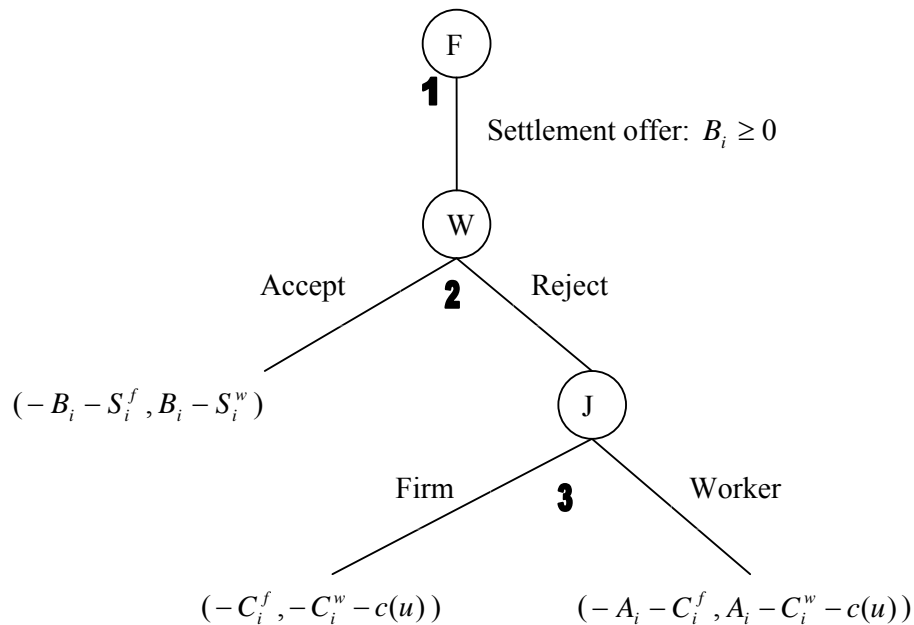 F
1
Settlement offer: B_i ≥ 0
W
Accept
2
Reject
J
(−B_i − S_i^f, B_i − S_i^w)
Firm
3
Worker
(−C_i^f, −C_i^w − c(u))
(−A_i − C_i^f, A_i − C_i^w − c(u))